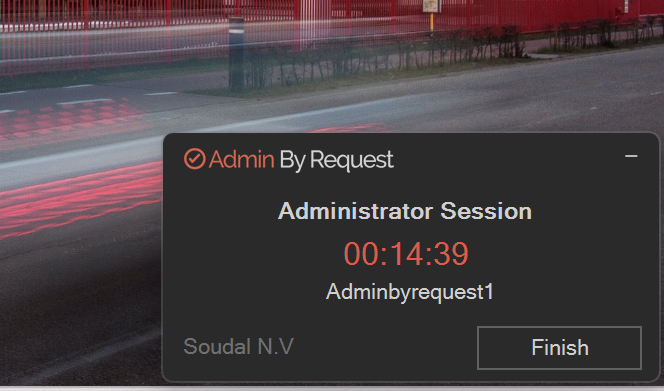 Admin By Request
Administrator Session
00:14:39
Adminbyrequest1
Soudal N.V
Finish